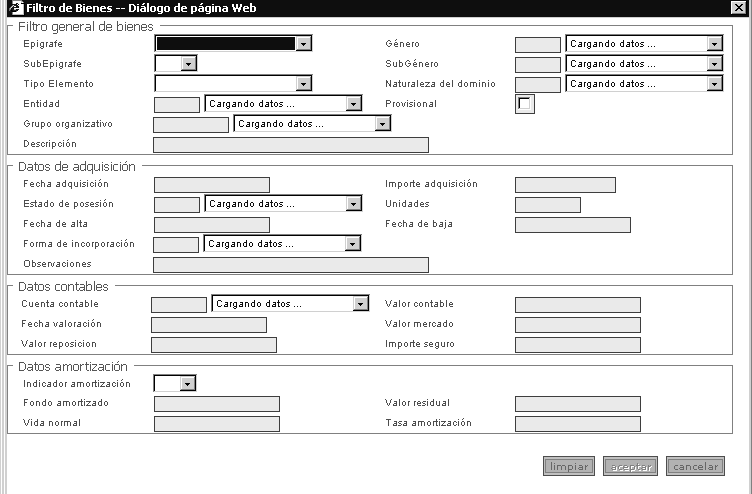 Filtro de Bienes -- Diálogo de página Web
Filtro general de bienes
Epigrafe Género Cargando datos ...
SubEpigrafe SubGénero Cargando datos ...
Tipo Elemento Naturaleza del dominio Cargando datos ...
Entidad Cargando datos ... Provisional
Grupo organizativo Cargando datos ...
Descripción
Datos de adquisición
Fecha adquisición Importe adquisición
Estado de posesión Cargando datos ... Unidades
Fecha de alta Fecha de baja
Forma de incorporación Cargando datos ...
Observaciones
Datos contables
Cuenta contable Cargando datos ... Valor contable
Fecha valoración Valor mercado
Valor reposicion Importe seguro
Datos amortización
Indicador amortización
Fondo amortizado Valor residual
Vida normal Tasa amortización
limpiar aceptar cancelar